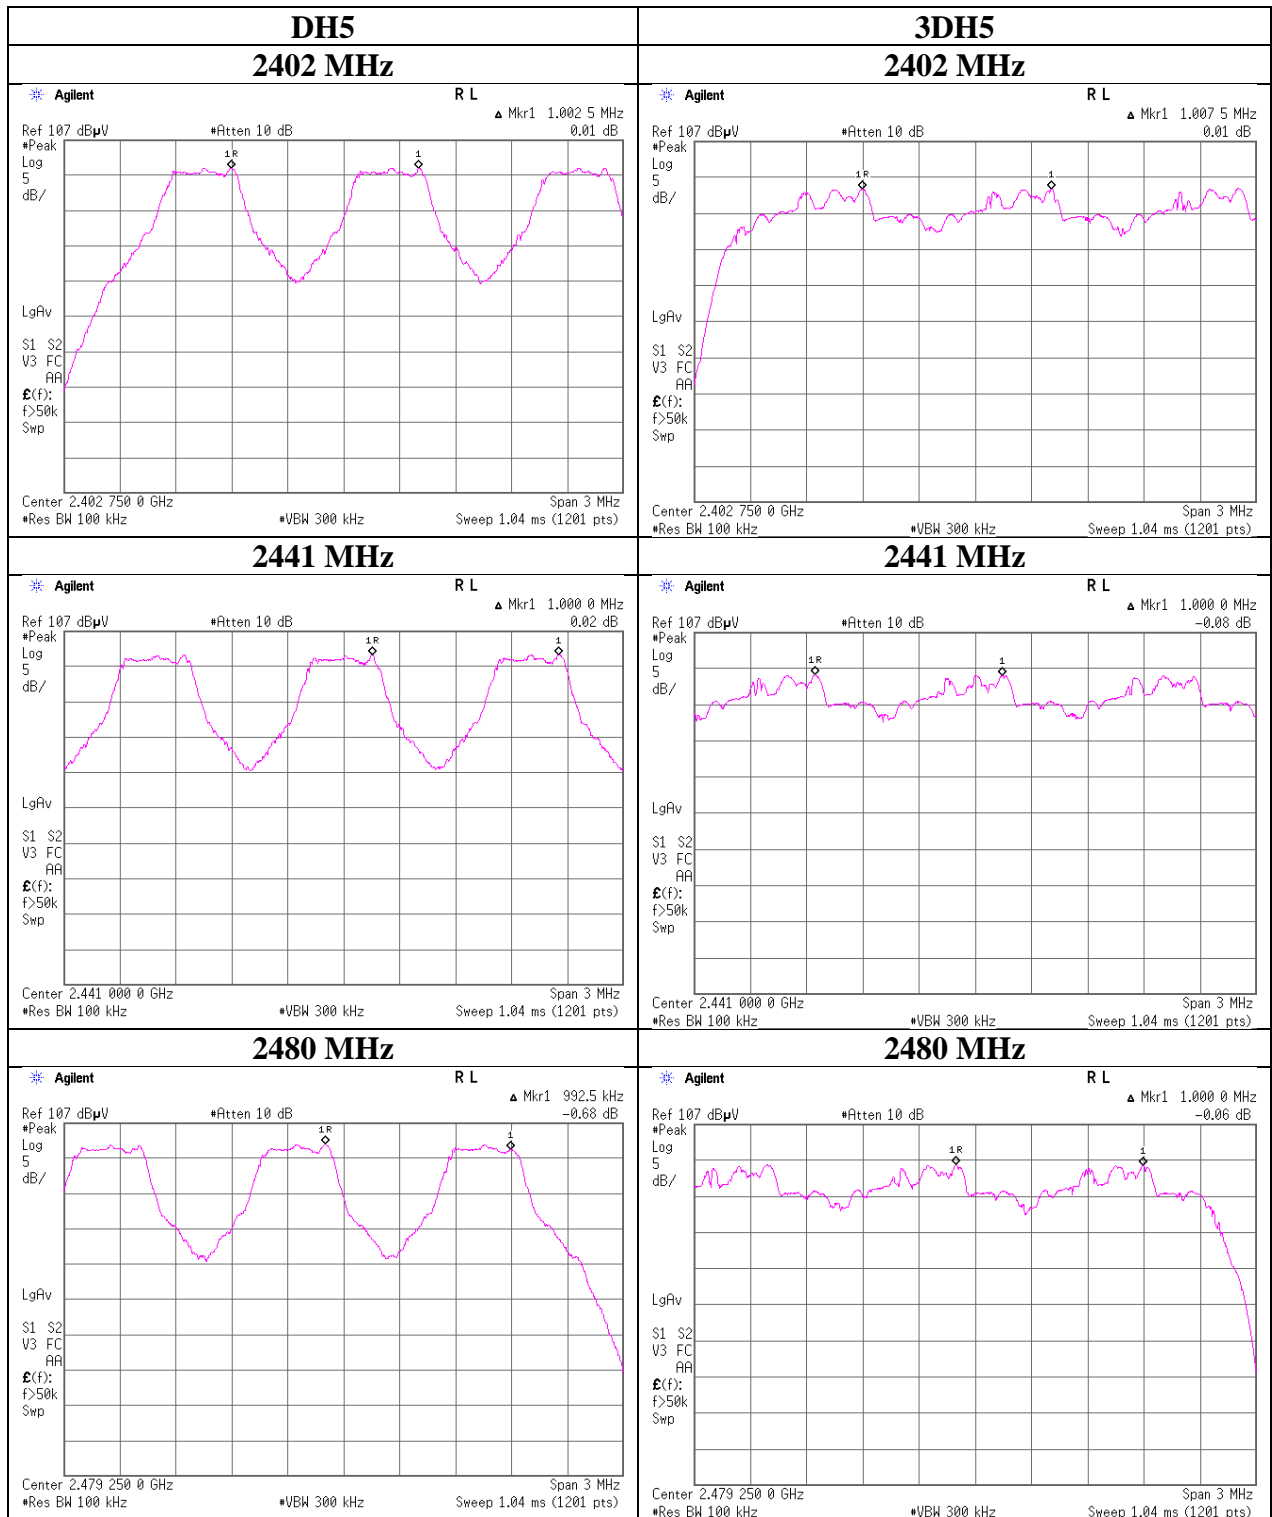 DH5
3DH5
2402 MHz
2402 MHz
Agilent
R L
Δ Mkr1 1.002 5 MHz
Ref 107 dBµV
#Atten 10 dB
0.01 dB
#Peak
Log
5
dB/
1R
1
LgAv
S1 S2
V3 FC
AA
£(f):
f>50k
Swp
Center 2.402 750 0 GHz
Span 3 MHz
#Res BW 100 kHz
#VBW 300 kHz
Sweep 1.04 ms (1201 pts)
Agilent
R L
Δ Mkr1 1.007 5 MHz
Ref 107 dBµV
#Atten 10 dB
0.01 dB
#Peak
Log
5
dB/
1R
1
LgAv
S1 S2
V3 FC
AA
£(f):
f>50k
Swp
Center 2.402 750 0 GHz
Span 3 MHz
#Res BW 100 kHz
#VBW 300 kHz
Sweep 1.04 ms (1201 pts)
2441 MHz
2441 MHz
Agilent
R L
Δ Mkr1 1.000 0 MHz
Ref 107 dBµV
#Atten 10 dB
0.02 dB
#Peak
Log
5
dB/
1R
1
LgAv
S1 S2
V3 FC
AA
£(f):
f>50k
Swp
Center 2.441 000 0 GHz
Span 3 MHz
#Res BW 100 kHz
#VBW 300 kHz
Sweep 1.04 ms (1201 pts)
Agilent
R L
Δ Mkr1 1.000 0 MHz
Ref 107 dBµV
#Atten 10 dB
-0.08 dB
#Peak
Log
5
dB/
1R
1
LgAv
S1 S2
V3 FC
AA
£(f):
f>50k
Swp
Center 2.441 000 0 GHz
Span 3 MHz
#Res BW 100 kHz
#VBW 300 kHz
Sweep 1.04 ms (1201 pts)
2480 MHz
2480 MHz
Agilent
R L
Δ Mkr1 992.5 kHz
Ref 107 dBµV
#Atten 10 dB
-0.68 dB
#Peak
Log
5
dB/
1R
1
LgAv
S1 S2
V3 FC
AA
£(f):
f>50k
Swp
Center 2.479 250 0 GHz
Span 3 MHz
#Res BW 100 kHz
#VBW 300 kHz
Sweep 1.04 ms (1201 pts)
Agilent
R L
Δ Mkr1 1.000 0 MHz
Ref 107 dBµV
#Atten 10 dB
-0.06 dB
#Peak
Log
5
dB/
1R
1
LgAv
S1 S2
V3 FC
AA
£(f):
f>50k
Swp
Center 2.479 250 0 GHz
Span 3 MHz
#Res BW 100 kHz
#VBW 300 kHz
Sweep 1.04 ms (1201 pts)